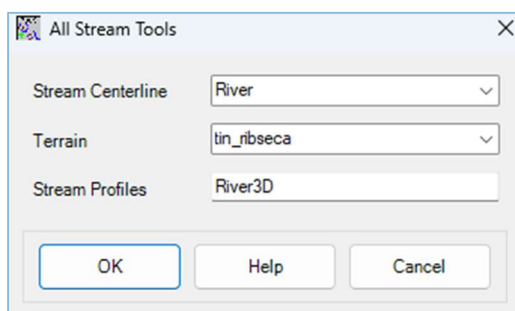 All Stream Tools
Stream Centerline River
Terrain tin_ribseca
Stream Profiles River3D
OK Help Cancel